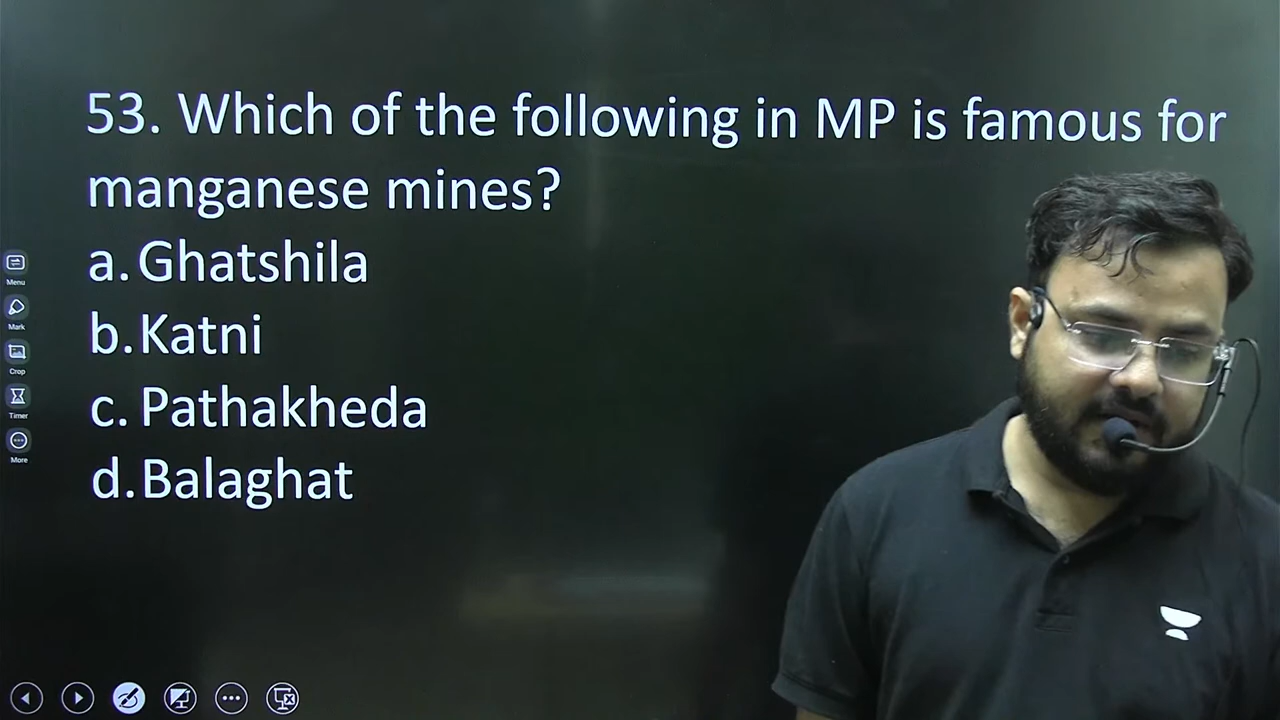 53. Which of the following in MP is famous for
manganese mines?
a. Ghatshila
b. Katni
c. Pathakheda
d. Balaghat
Menu
Mark
Crop
Timer
More